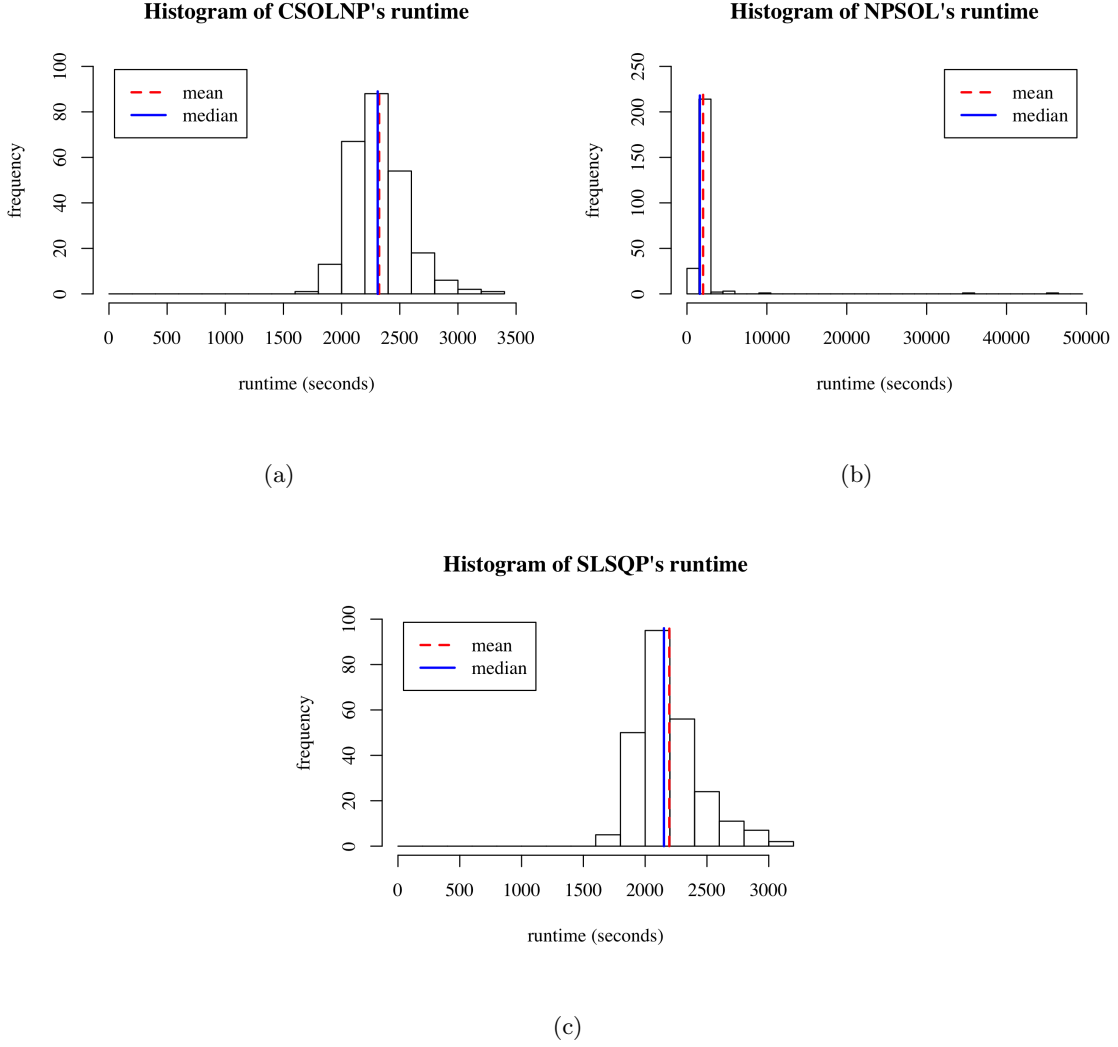 Histogram of CSOLNP's runtime
frequency
0
20
40
60
80
100
mean
median
0 500 1000 1500 2000 2500 3000 3500
runtime (seconds)
(a)
Histogram of NPSOL's runtime
frequency
0
50
100
150
200
250
mean
median
0 10000 20000 30000 40000 50000
runtime (seconds)
(b)
Histogram of SLSQP's runtime
frequency
0
20
40
60
80
100
mean
median
0 500 1000 1500 2000 2500 3000
runtime (seconds)
(c)